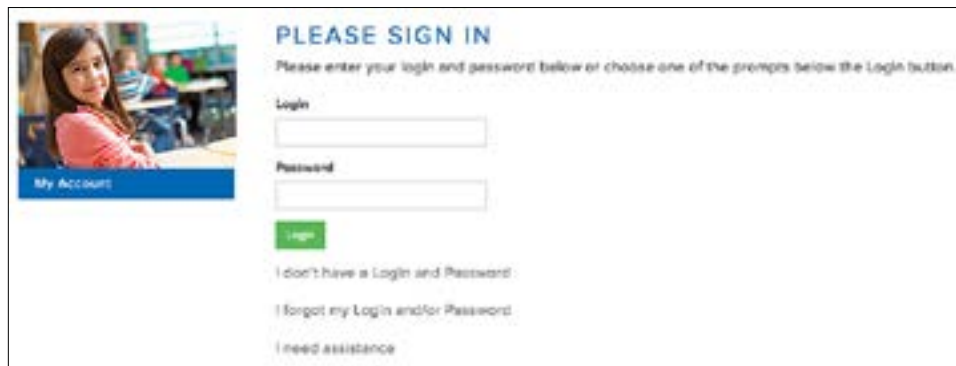 PLEASE SIGN IN
Please enter your login and password below or choose one of the prompts below the Login button.
Login
Password
Login
I don't have a Login and Password
I forgot my Login and/or Password
I need assistance
My Account